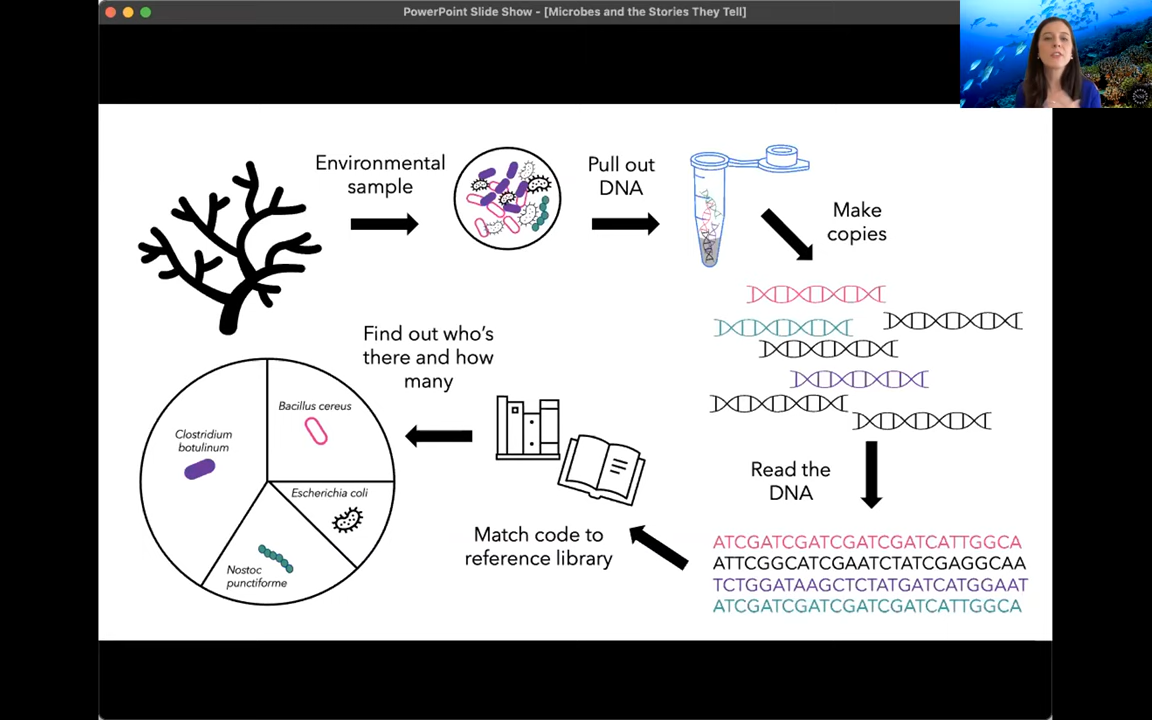 PowerPoint Slide Show - [Microbes and the Stories They Tell]
Environmental
sample
Pull out
DNA
Make
copies
Read the
DNA
ATCGATCGATCGATCGATCATTGGCA
ATTCGGCATCGAATCTATCGAGGCAA
TCTGGATAAGCTCTATGATCATGGAAT
ATCGATCGATCGATCGATCATTGGCA
Match code to
reference library
Find out who's
there and how
many
Bacillus cereus
Clostridium
botulinum
Escherichia coli
Nostoc
punctiforme